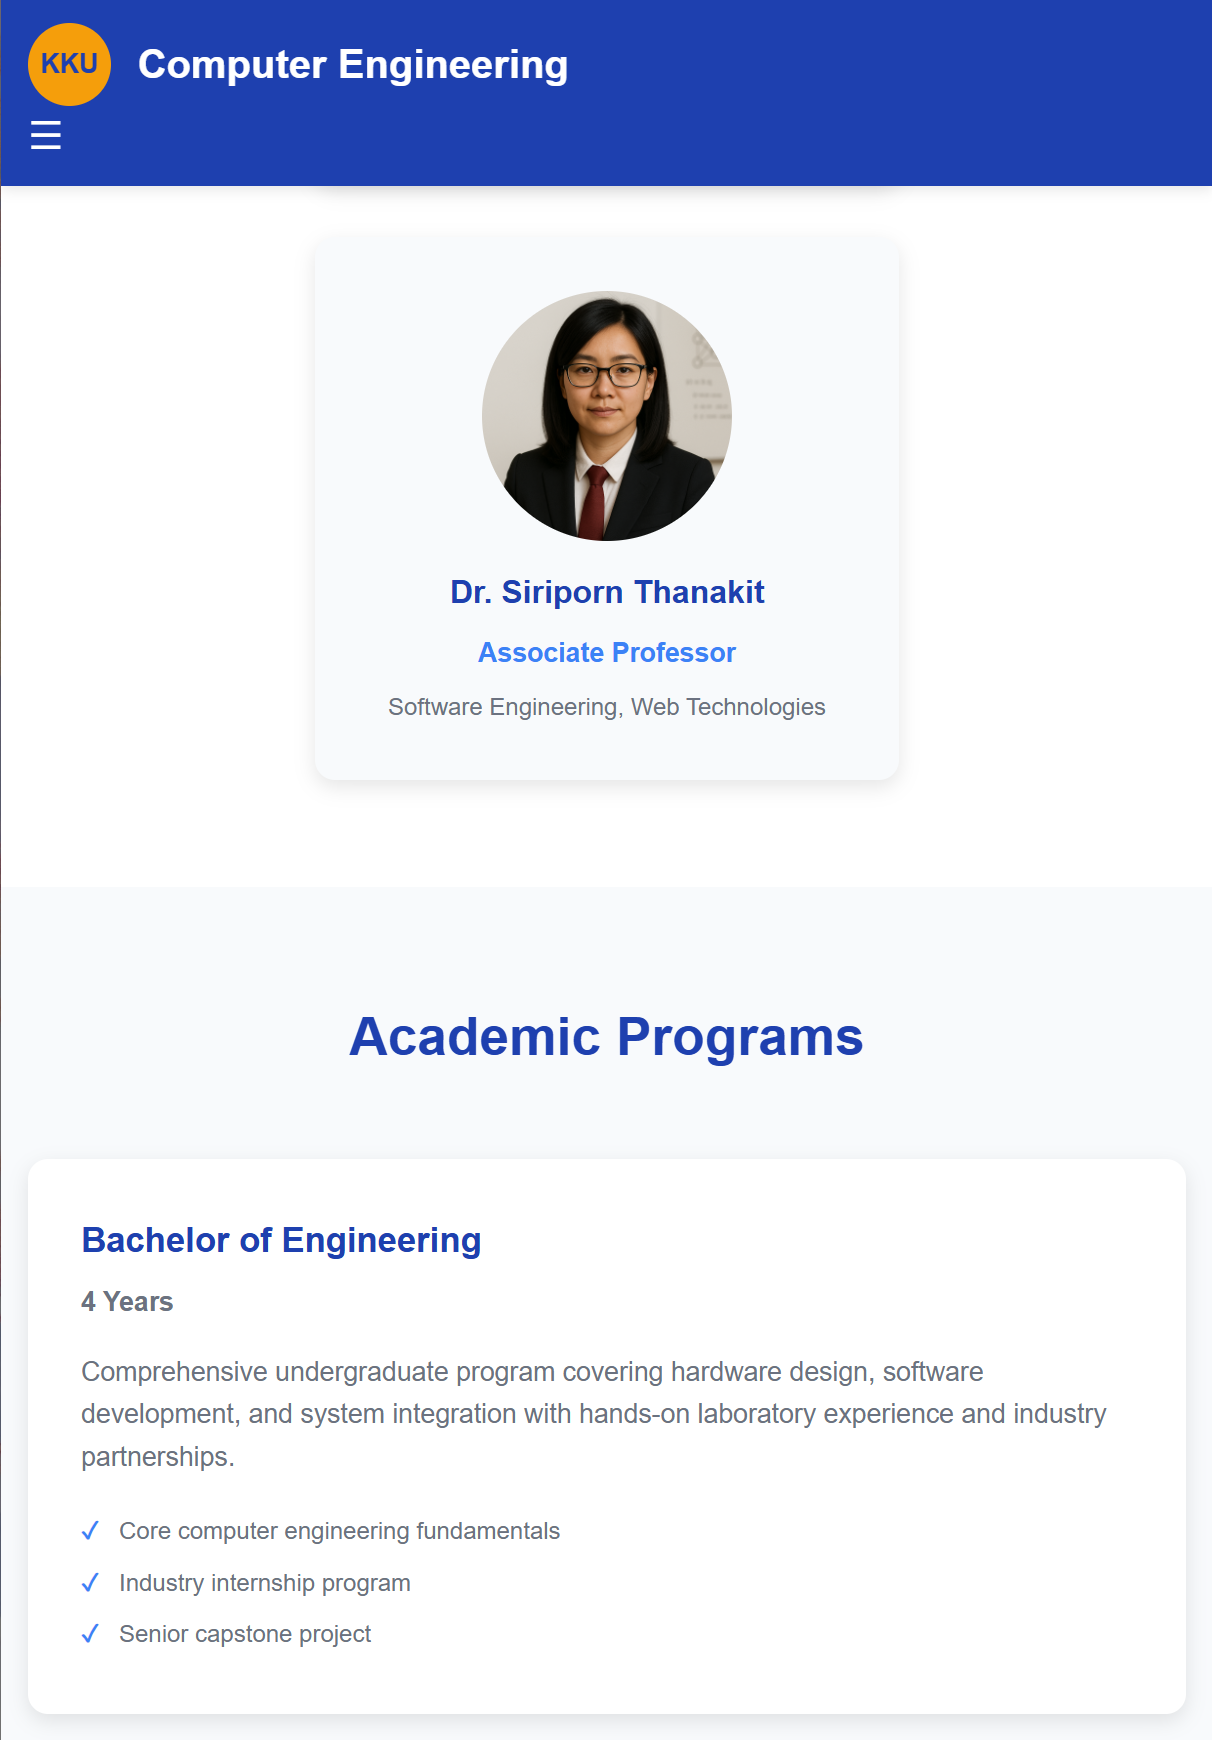 KKU
Computer Engineering
Dr. Siriporn Thanakit
Associate Professor
Software Engineering, Web Technologies
Academic Programs
Bachelor of Engineering
4 Years
Comprehensive undergraduate program covering hardware design, software
development, and system integration with hands-on laboratory experience and industry
partnerships.
✓ Core computer engineering fundamentals
✓ Industry internship program
✓ Senior capstone project